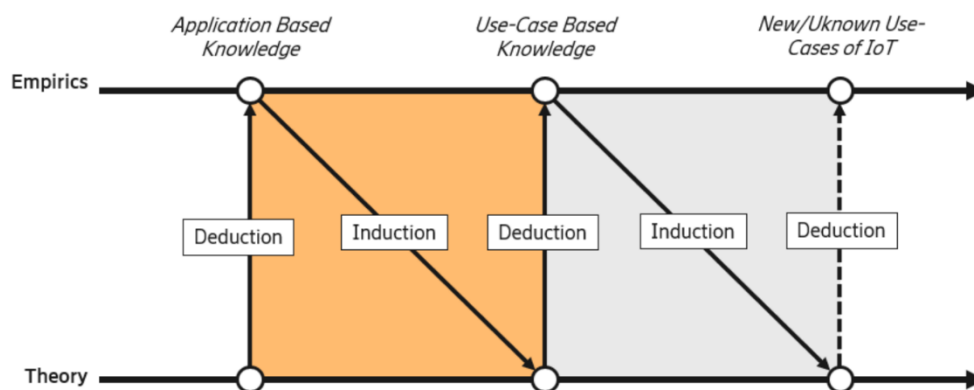 Application Based
Knowledge
Use-Case Based
Knowledge
New/Uknown Use-
Cases of IoT
Empirics
Deduction
Induction
Deduction
Induction
Deduction
Theory